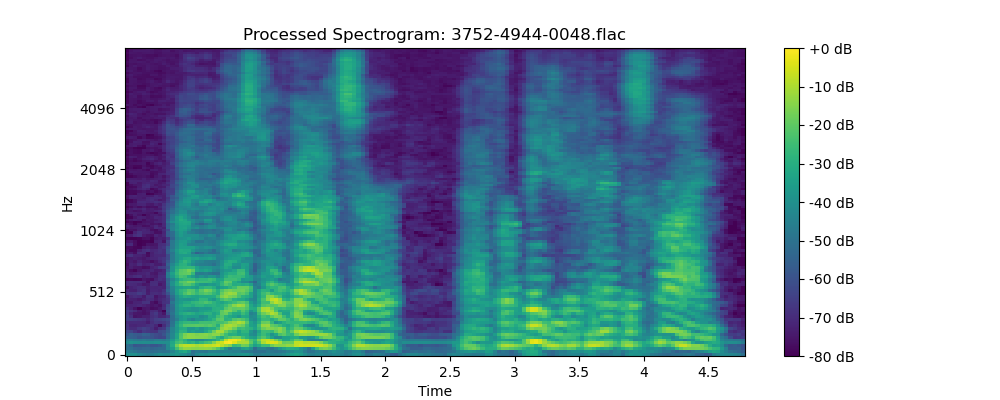 Processed Spectrogram: 3752-4944-0048.flac
Hz
4096
2048
1024
512
0
0 0.5 1 1.5 2 2.5 3 3.5 4 4.5
Time
+0 dB
-10 dB
-20 dB
-30 dB
-40 dB
-50 dB
-60 dB
-70 dB
-80 dB